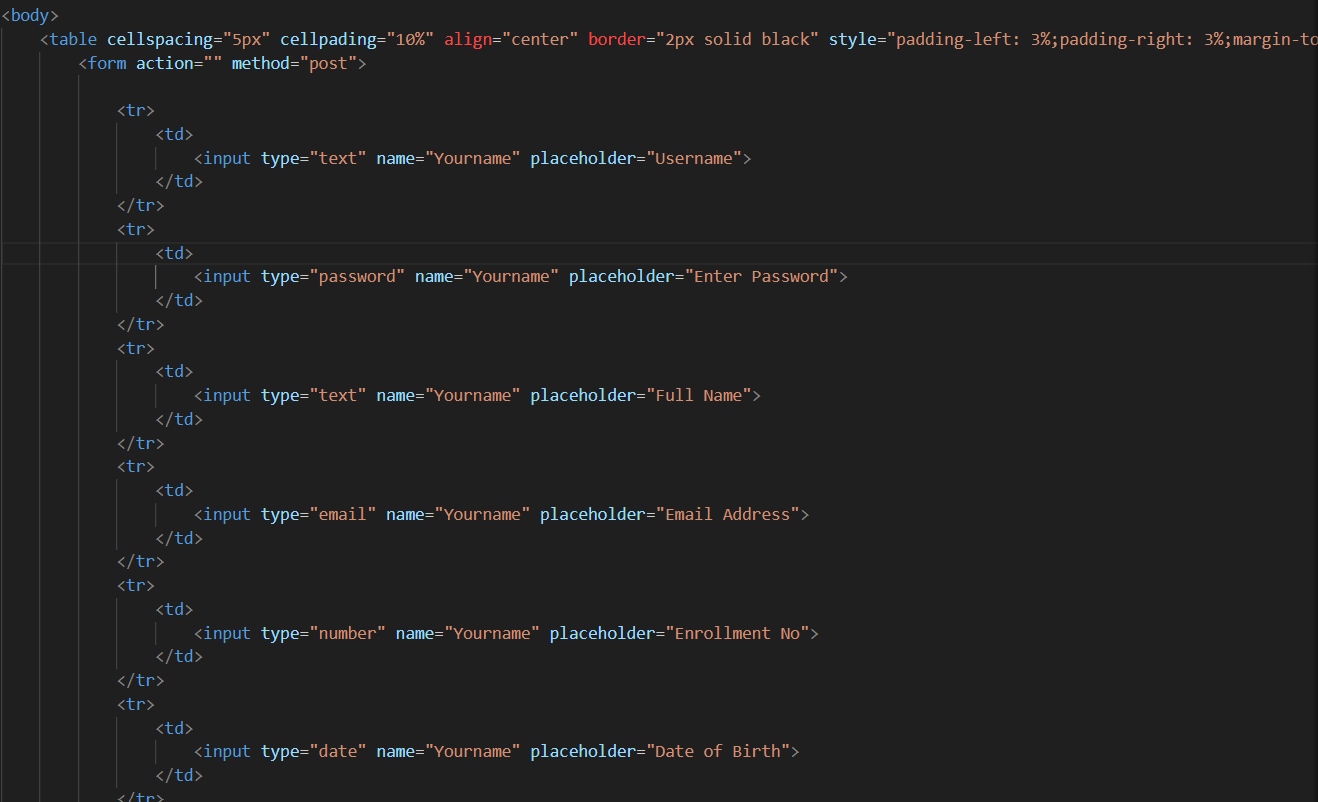 <body>
<table cellspacing="5px" cellpading="10%" align="center" border="2px solid black" style="padding-left: 3%;padding-right: 3%;margin-to
<form action="" method="post">
<tr>
<td>
<input type="text" name="Yourname" placeholder="Username">
</td>
</tr>
<tr>
<td>
<input type="password" name="Yourname" placeholder="Enter Password">
</td>
</tr>
<tr>
<td>
<input type="text" name="Yourname" placeholder="Full Name">
</td>
</tr>
<tr>
<td>
<input type="email" name="Yourname" placeholder="Email Address">
</td>
</tr>
<tr>
<td>
<input type="number" name="Yourname" placeholder="Enrollment No">
</td>
</tr>
<tr>
<td>
<input type="date" name="Yourname" placeholder="Date of Birth">
</td>
</tr>